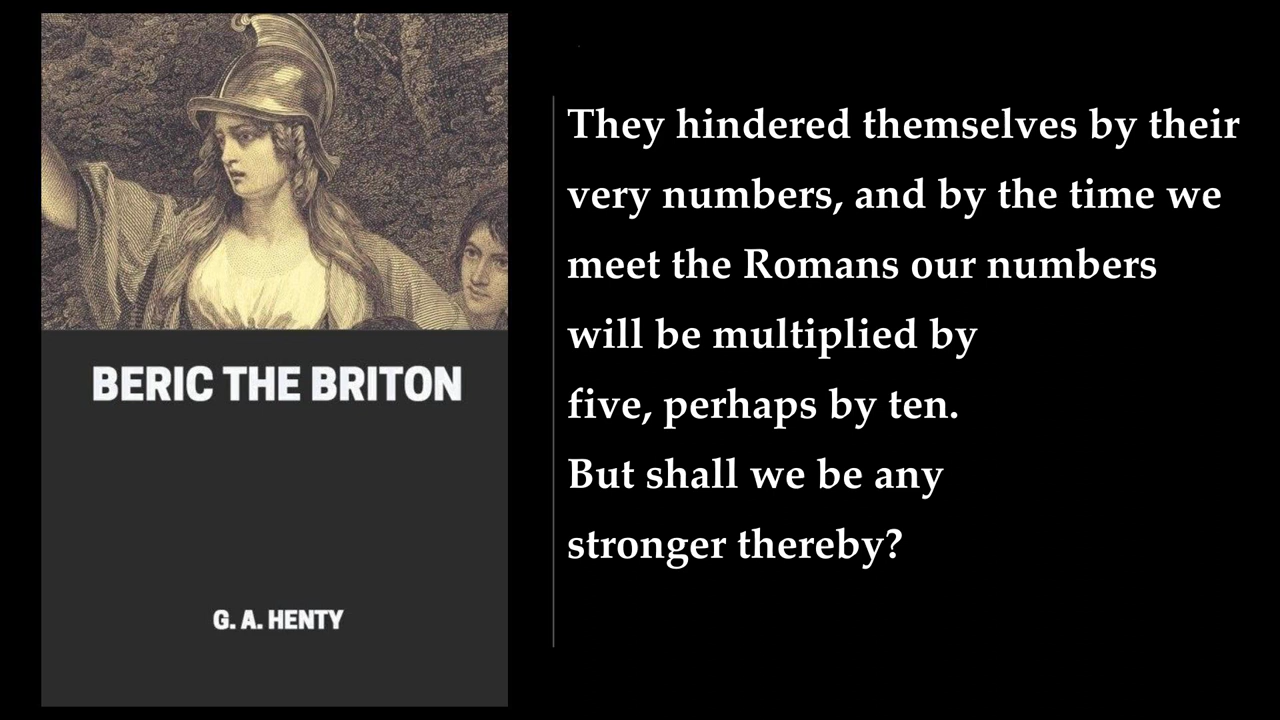 BERIC THE BRITON
G. A. HENTY
They hindered themselves by their
very numbers, and by the time we
meet the Romans our numbers
will be multiplied by
five, perhaps by ten.
But shall we be any
stronger thereby?